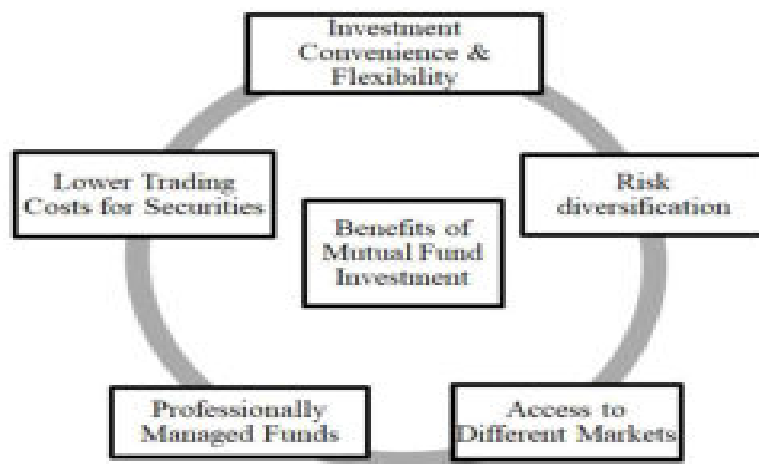 Investment
Convenience &
Flexibility
Lower Trading
Costs for Securities
Risk
diversification
Benefits of
Mutual Fund
Investment
Professionally
Managed Funds
Access to
Different Markets